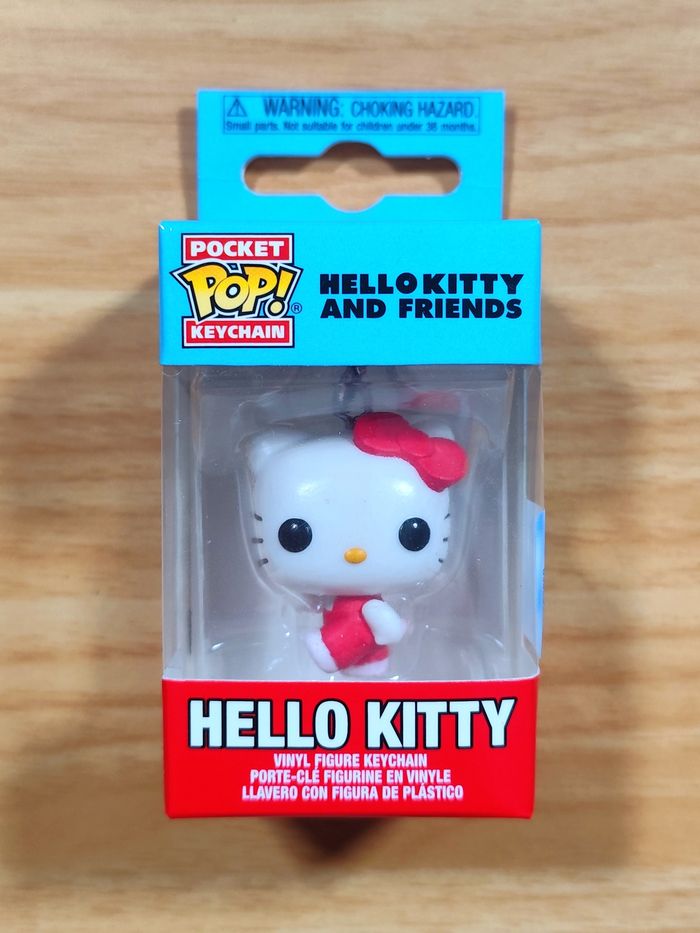 WARNING: CHOKING HAZARD.
Small parts. Not suitable for children under 36 months.
POCKET
POP!®
KEYCHAIN
HELLO KITTY
AND FRIENDS
HELLO KITTY
VINYL FIGURE KEYCHAIN
PORTE-CLÉ FIGURINE EN VINYLE
LLAVERO CON FIGURA DE PLÁSTICO